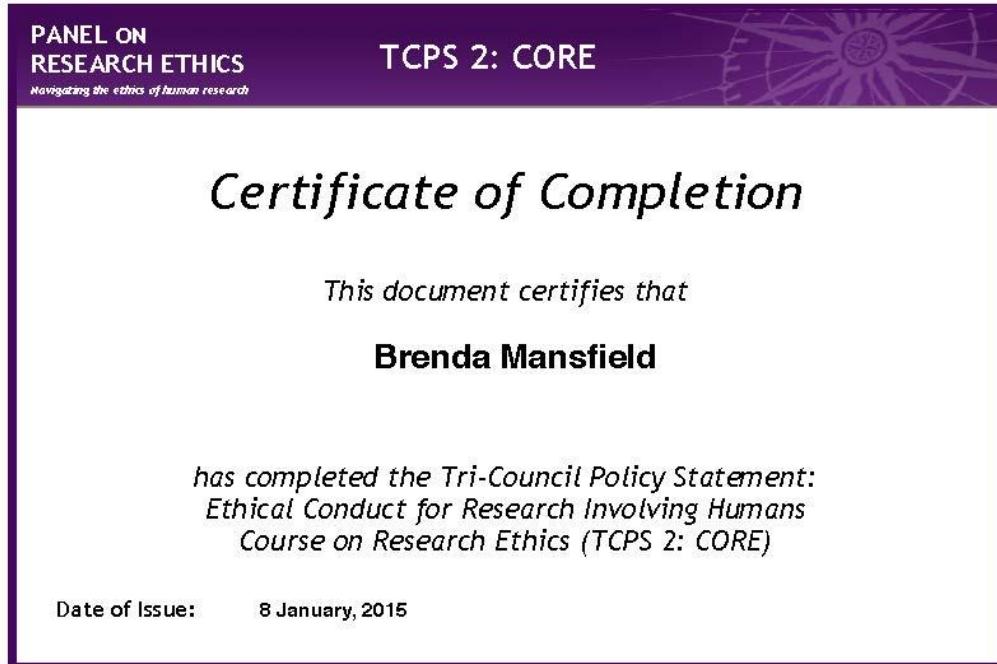 PANEL ON
RESEARCH ETHICS
Navigating the ethics of human research
TCPS 2: CORE
Certificate of Completion
This document certifies that
Brenda Mansfield
has completed the Tri-Council Policy Statement:
Ethical Conduct for Research Involving Humans
Course on Research Ethics (TCPS 2: CORE)
Date of Issue: 8 January, 2015